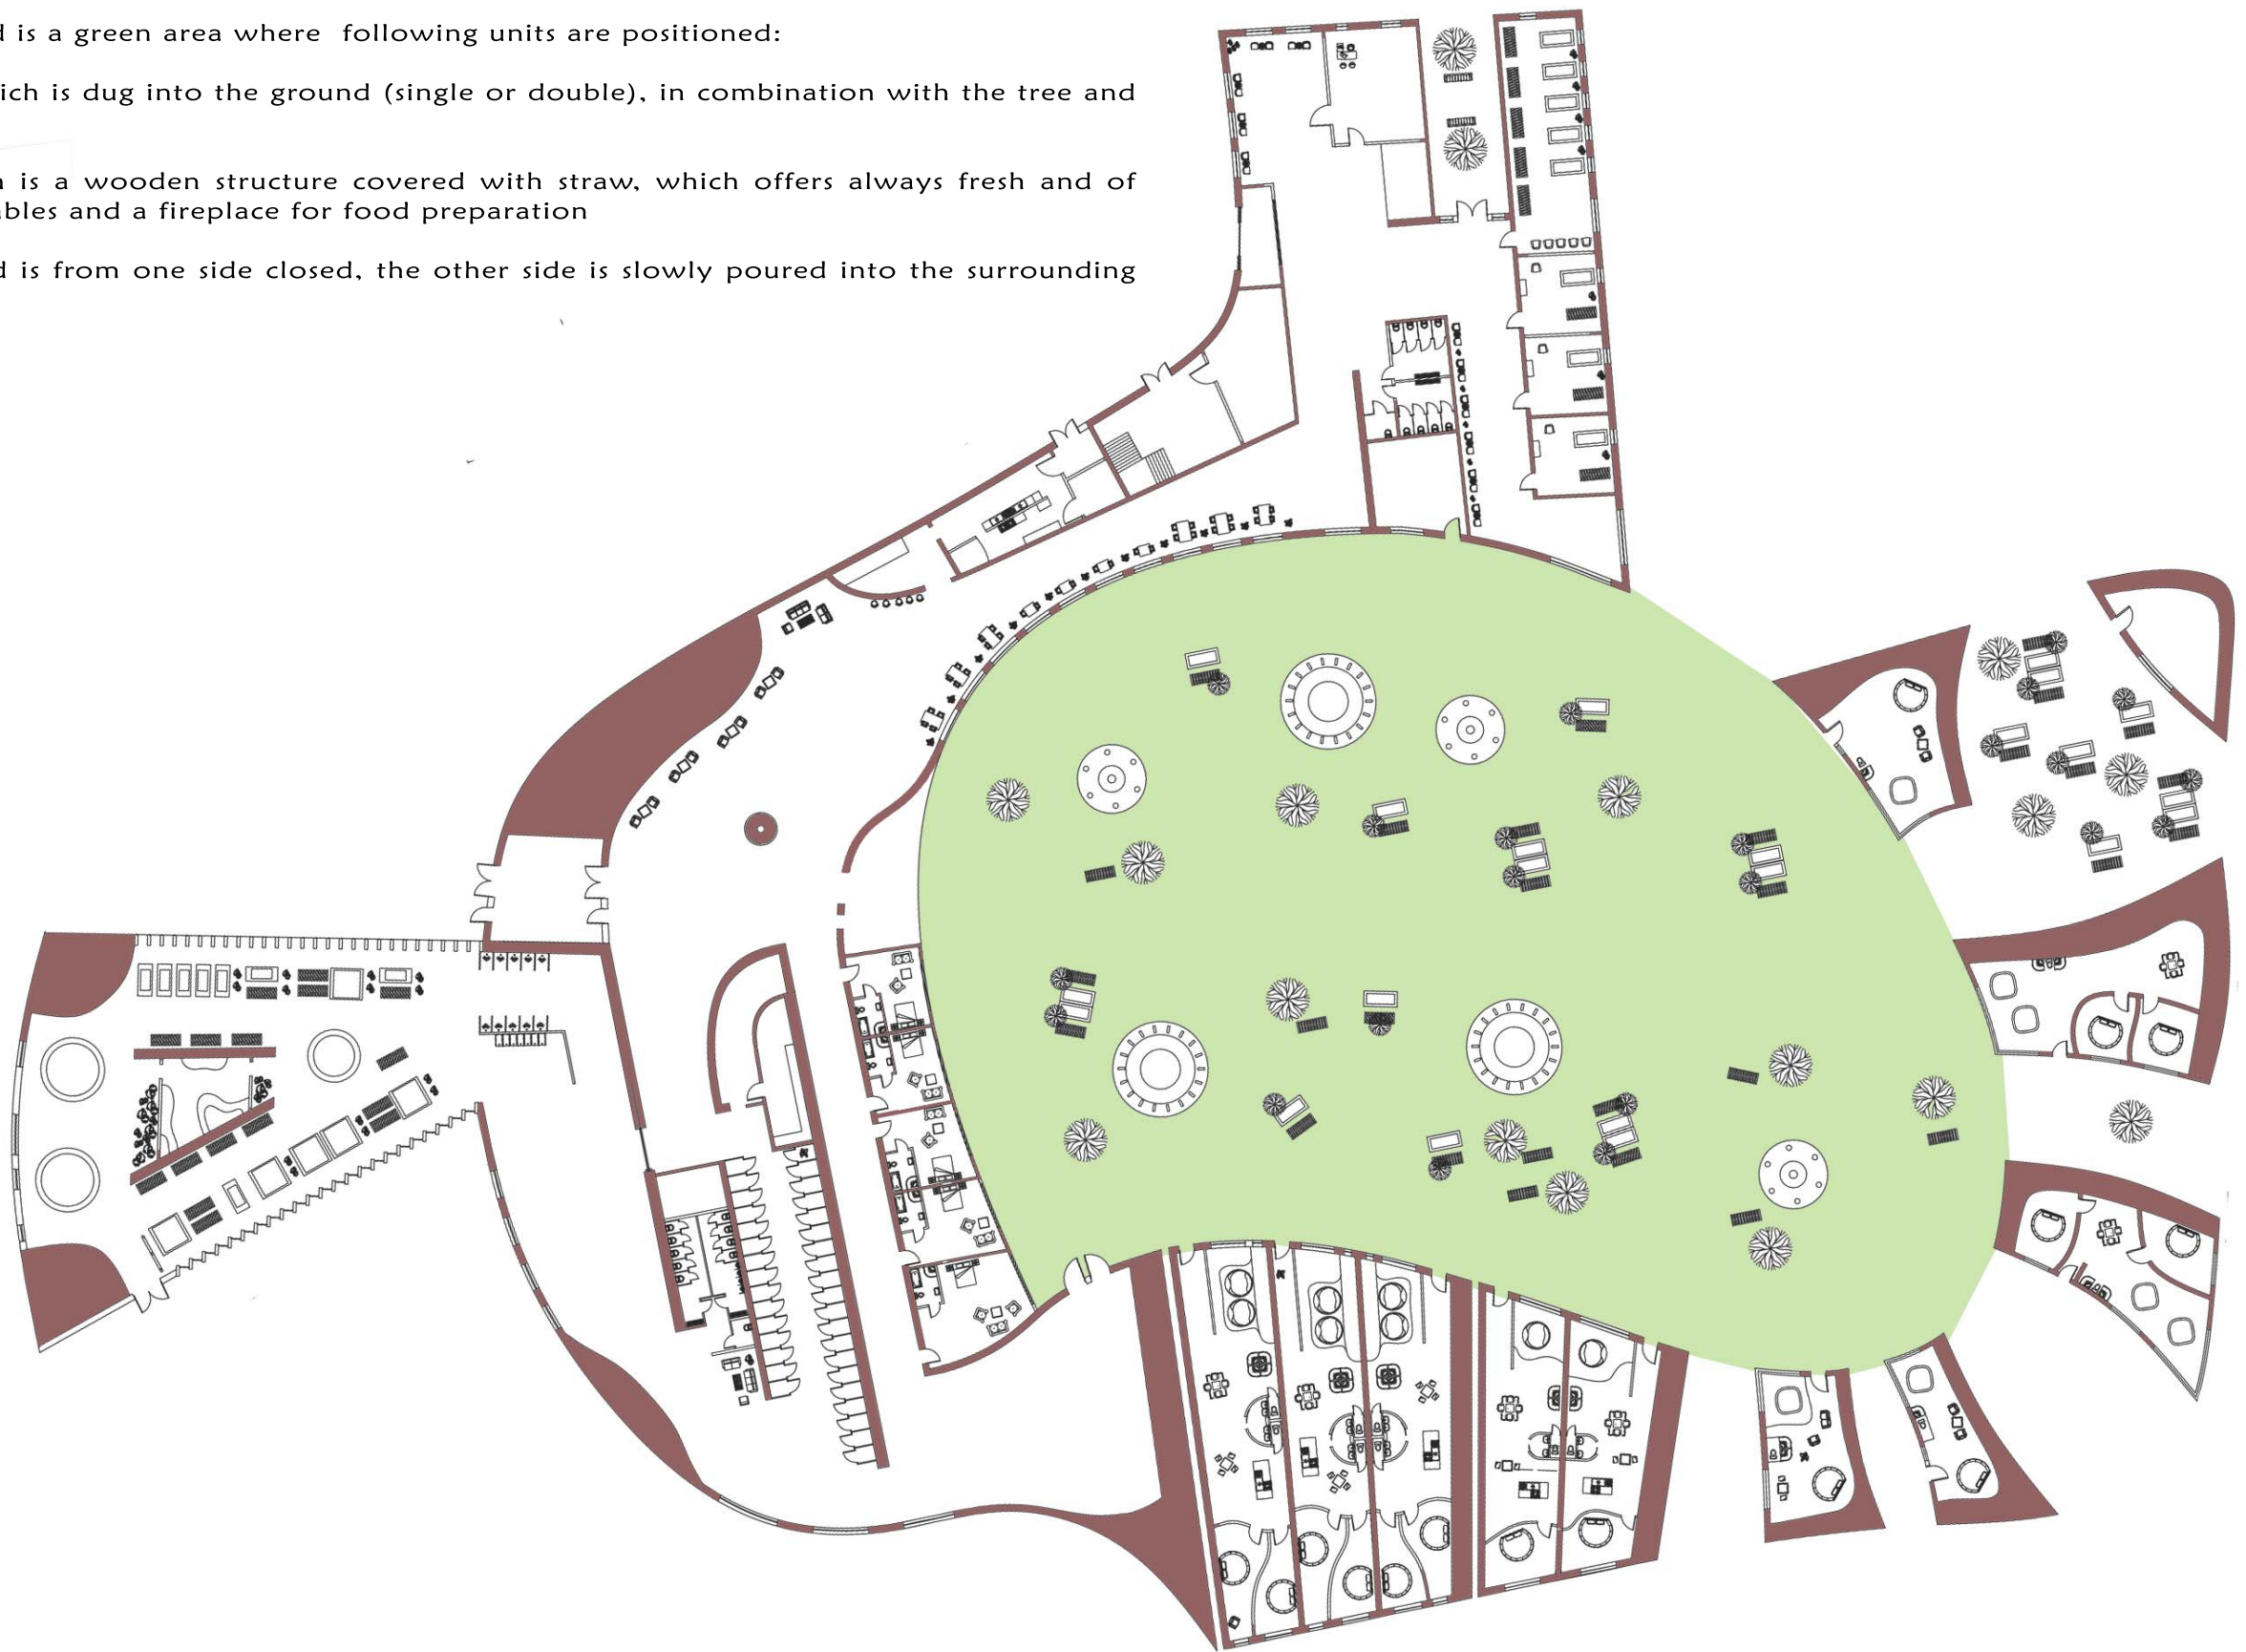 is a green area where following units are positioned:
is dug into the ground (single or double), in combination with the tree and
is a wooden structure covered with straw, which offers always fresh and of
and a fireplace for food preparation
is from one side closed, the other side is slowly poured into the surrounding